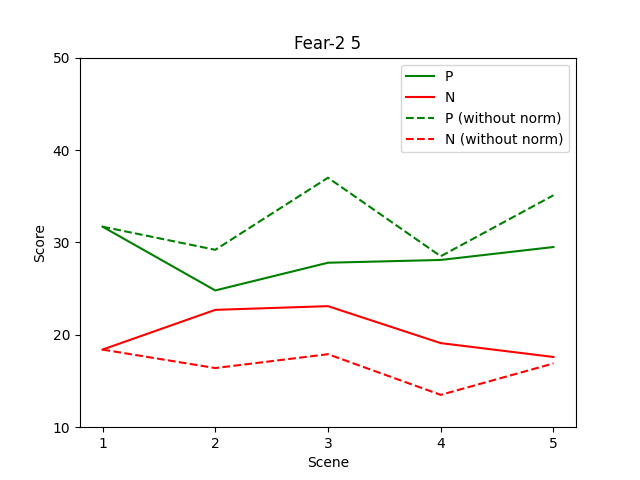 Fear-2 5
P
N
P (without norm)
N (without norm)
50
40
30
20
10
Score
1 2 3 4 5
Scene